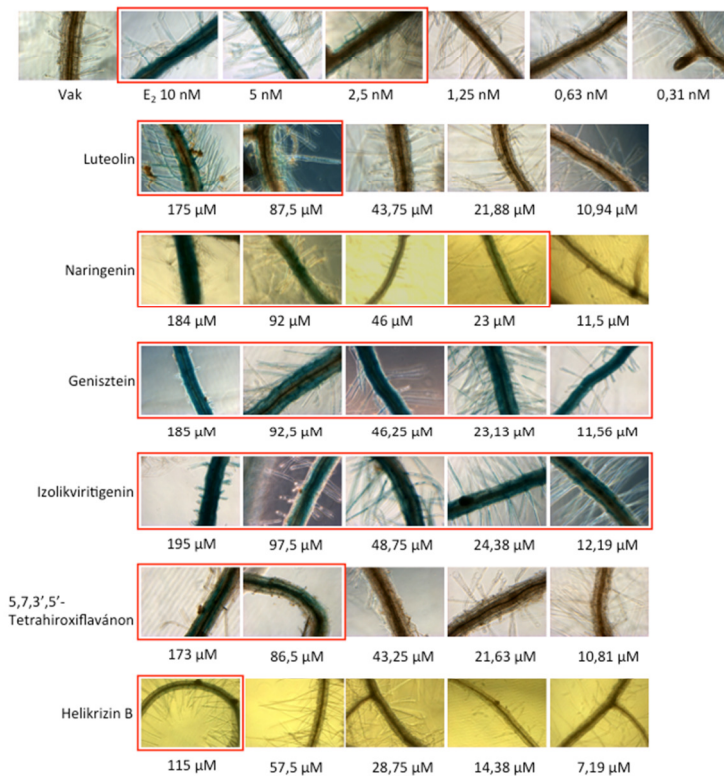 Vak E₂ 10 nM 5 nM 2,5 nM 1,25 nM 0,63 nM 0,31 nM
Luteolin
175 µM 87,5 µM 43,75 µM 21,88 µM 10,94 µM
Naringenin
184 µM 92 µM 46 µM 23 µM 11,5 µM
Genisztein
185 µM 92,5 µM 46,25 µM 23,13 µM 11,56 µM
Izolikviritigenin
195 µM 97,5 µM 48,75 µM 24,38 µM 12,19 µM
5,7,3’,5’-
Tetrahiroxiflavánon
173 µM 86,5 µM 43,25 µM 21,63 µM 10,81 µM
Helikrizin B
115 µM 57,5 µM 28,75 µM 14,38 µM 7,19 µM